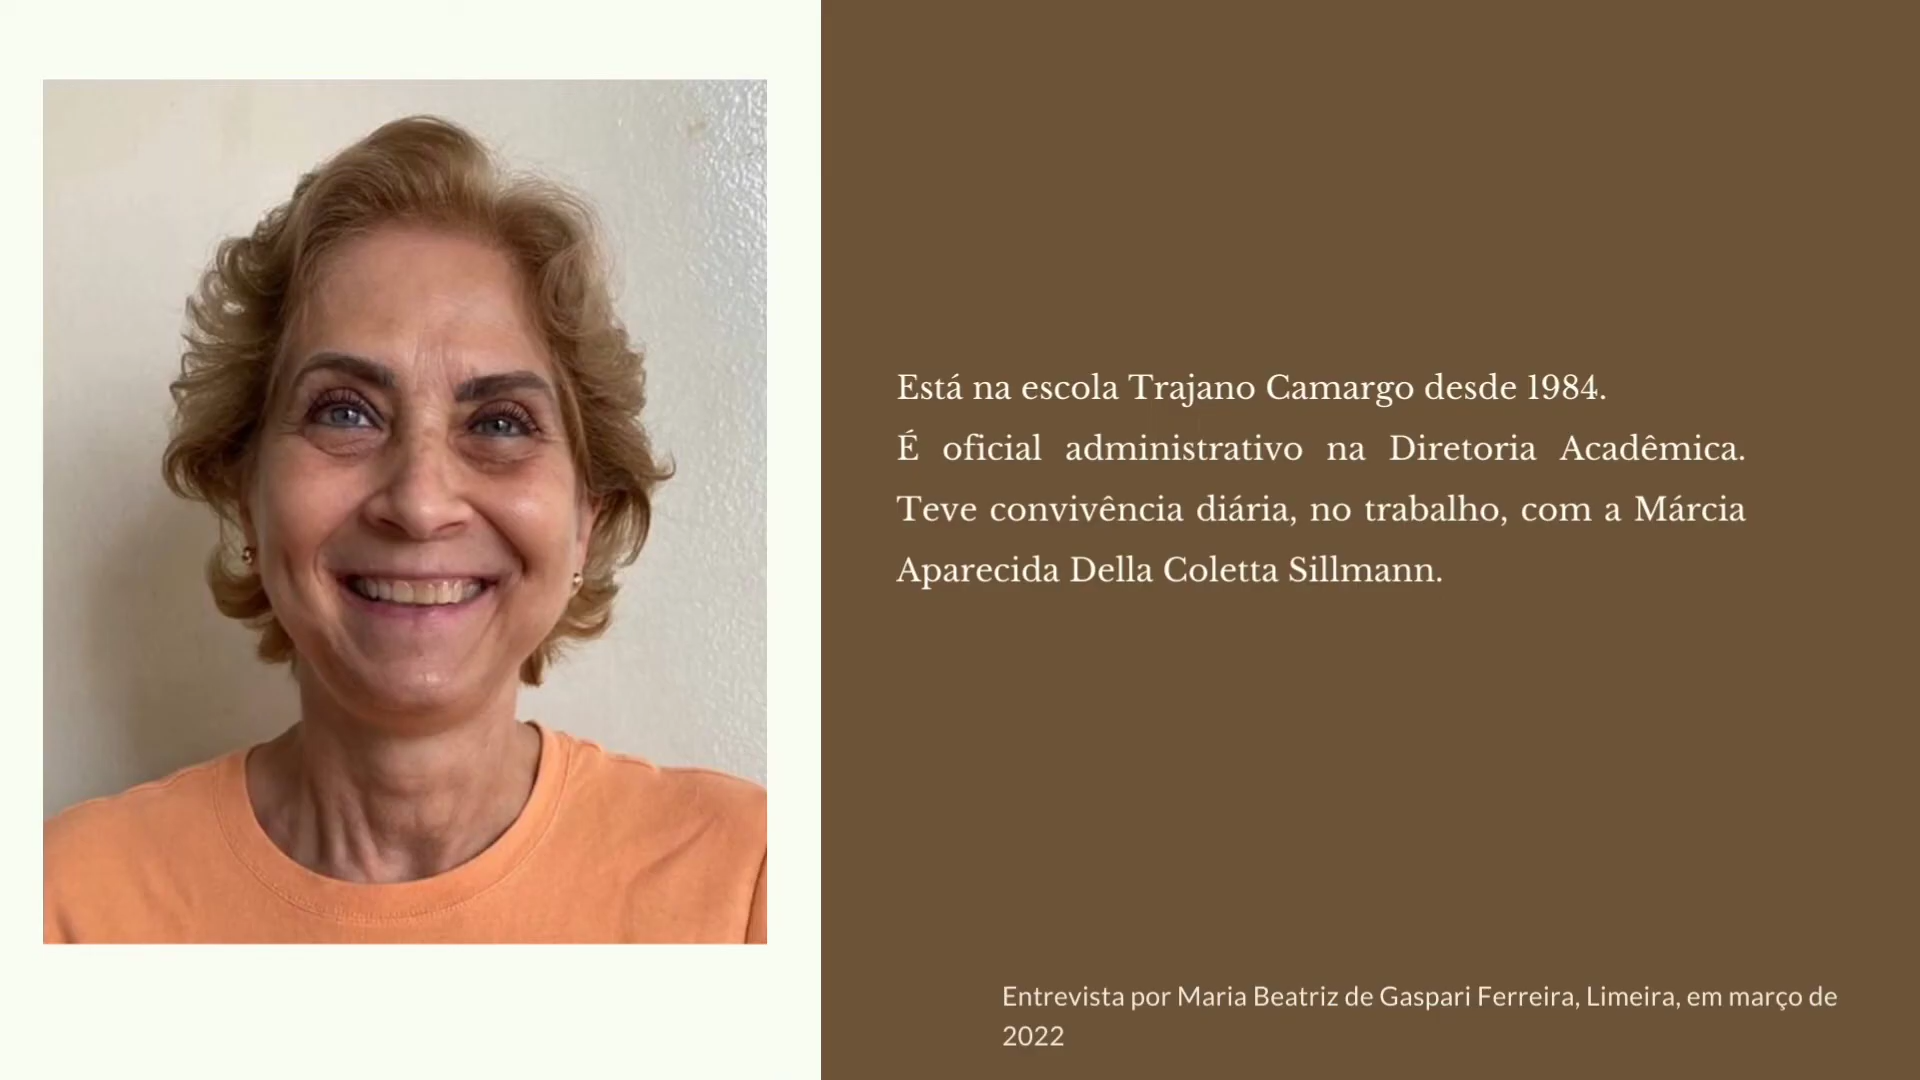 Está na escola Trajano Camargo desde 1984.
É oficial administrativo na Diretoria Acadêmica.
Teve convivência diária, no trabalho, com a Márcia
Aparecida Della Coletta Sillmann.
Entrevista por Maria Beatriz de Gaspari Ferreira, Limeira, em março de
2022